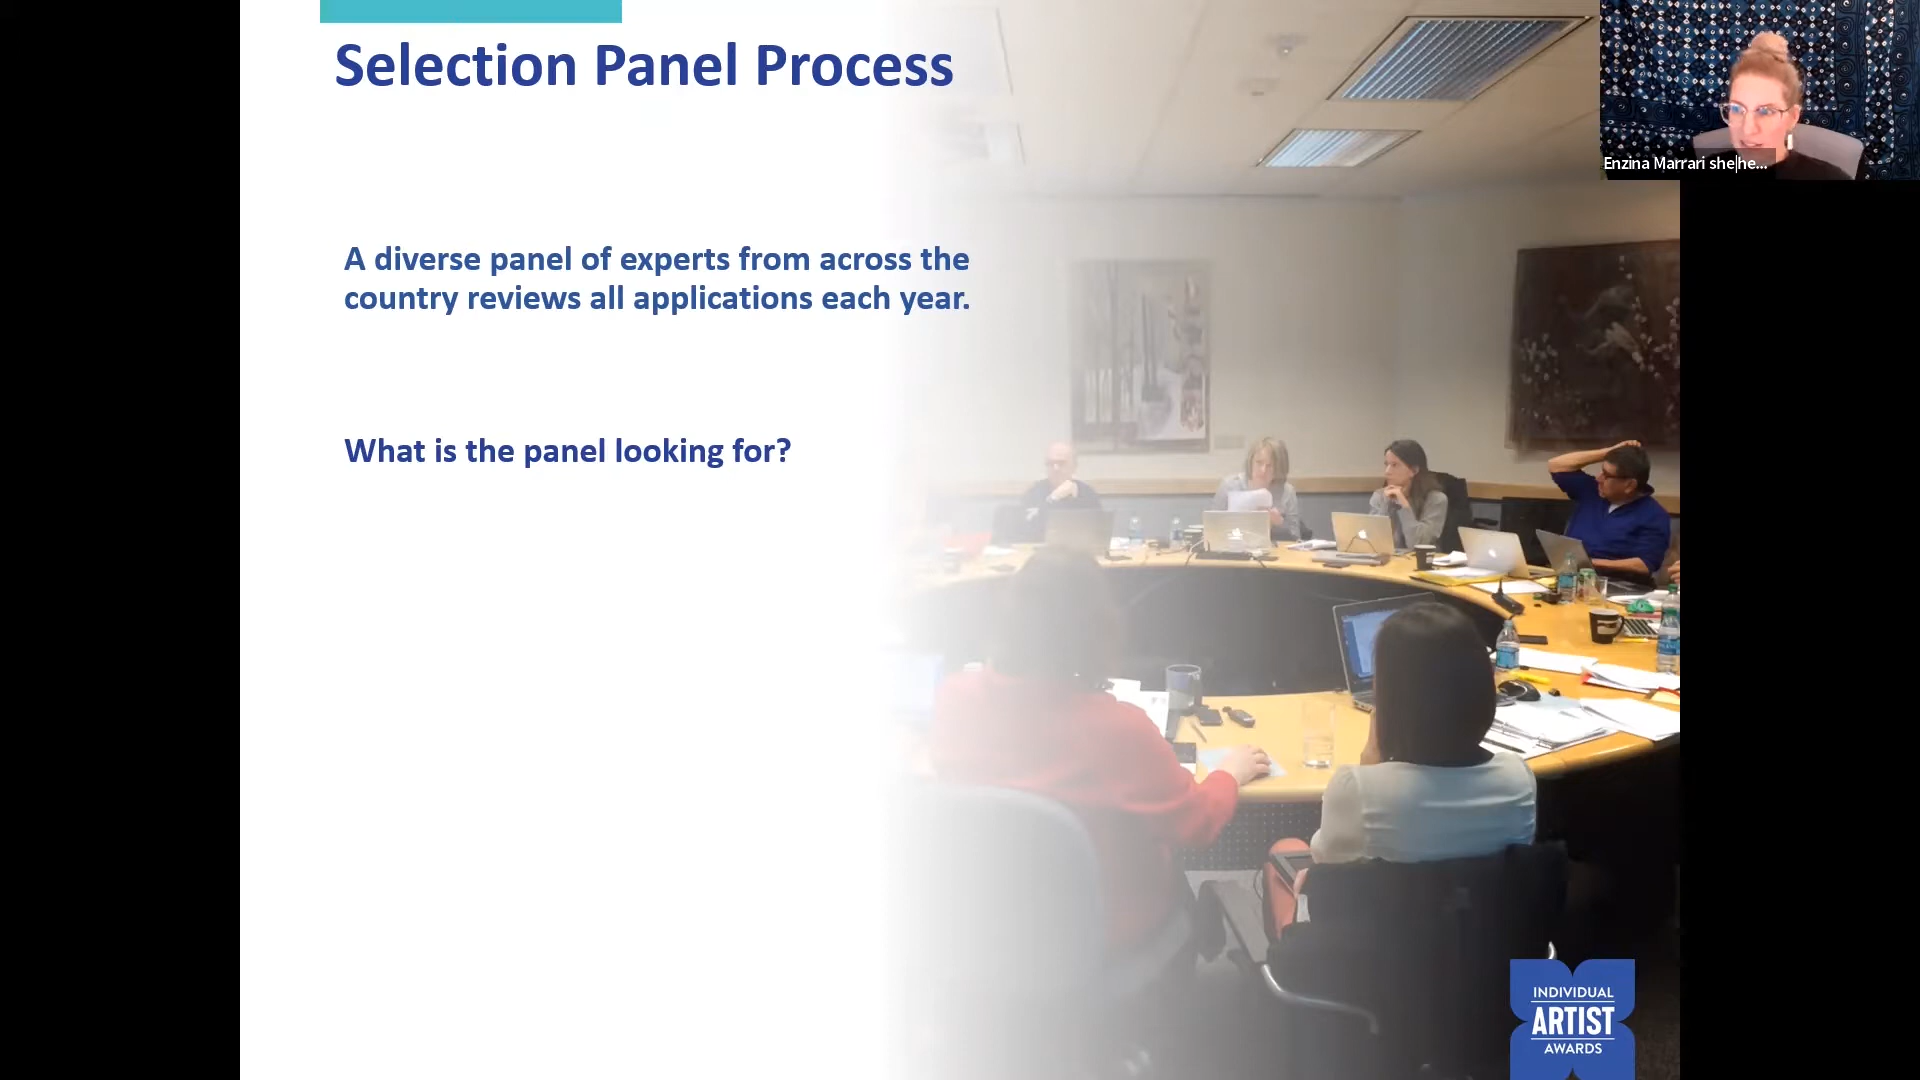 Selection Panel Process
Enzina Marrari she|he...
A diverse panel of experts from across the
country reviews all applications each year.
What is the panel looking for?
INDIVIDUAL
ARTIST
AWARDS